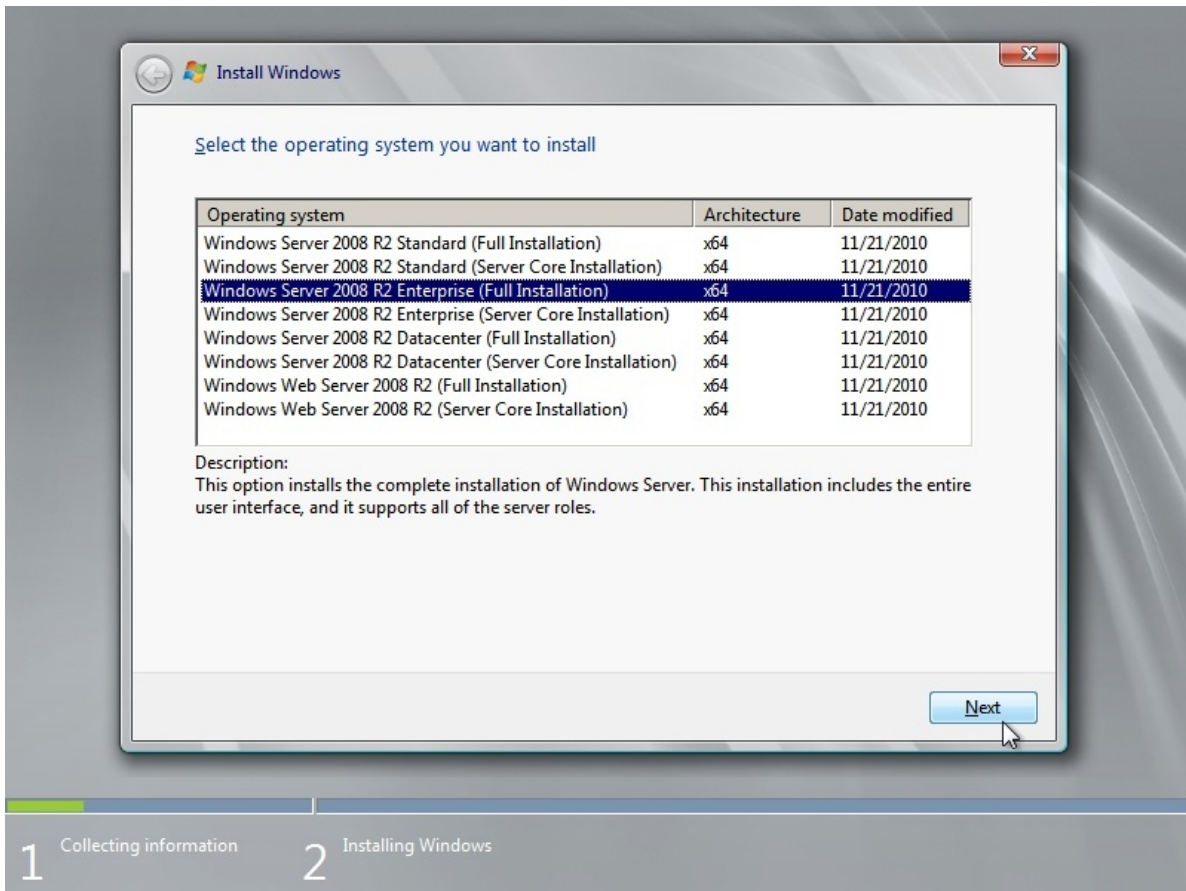 Install Windows
Select the operating system you want to install
Operating system Architecture Date modified
Windows Server 2008 R2 Standard (Full Installation) x64 11/21/2010
Windows Server 2008 R2 Standard (Server Core Installation) x64 11/21/2010
Windows Server 2008 R2 Enterprise (Full Installation) x64 11/21/2010
Windows Server 2008 R2 Enterprise (Server Core Installation) x64 11/21/2010
Windows Server 2008 R2 Datacenter (Full Installation) x64 11/21/2010
Windows Server 2008 R2 Datacenter (Server Core Installation) x64 11/21/2010
Windows Web Server 2008 R2 (Full Installation) x64 11/21/2010
Windows Web Server 2008 R2 (Server Core Installation) x64 11/21/2010
Description:
This option installs the complete installation of Windows Server. This installation includes the entire
user interface, and it supports all of the server roles.
Next
1 Collecting information 2 Installing Windows